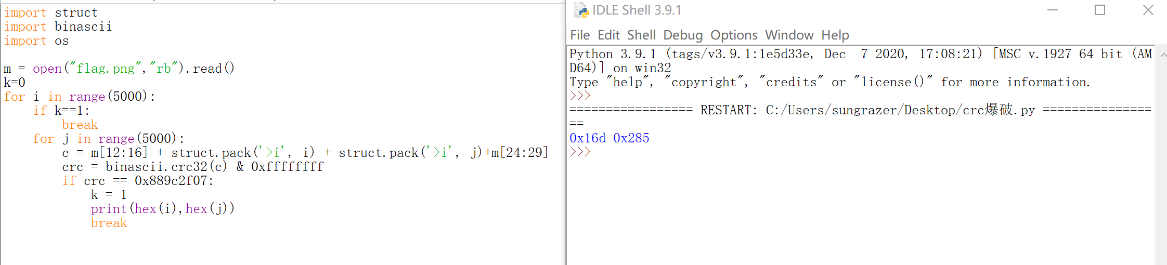 import struct
import binascii
import os
m = open("flag.png","rb").read()
k=0
for i in range(5000):
    if k==1:
        break
    for j in range(5000):
        c = m[12:16] + struct.pack('>i', i) + struct.pack('>i', j)+m[24:29]
        crc = binascii.crc32(c) & 0xffffffff
        if crc == 0x889c2f07:
            k = 1
            print(hex(i),hex(j))
            break
IDLE Shell 3.9.1
File Edit Shell Debug Options Window Help
Python 3.9.1 (tags/v3.9.1:1e5d33e, Dec  7 2020, 17:08:21) [MSC v.1927 64 bit (AM
D64)] on win32
Type "help", "copyright", "credits" or "license()" for more information.
>>>
================= RESTART: C:/Users/sungrazer/Desktop/crc爆破.py ================
==
0x16d 0x285
>>>